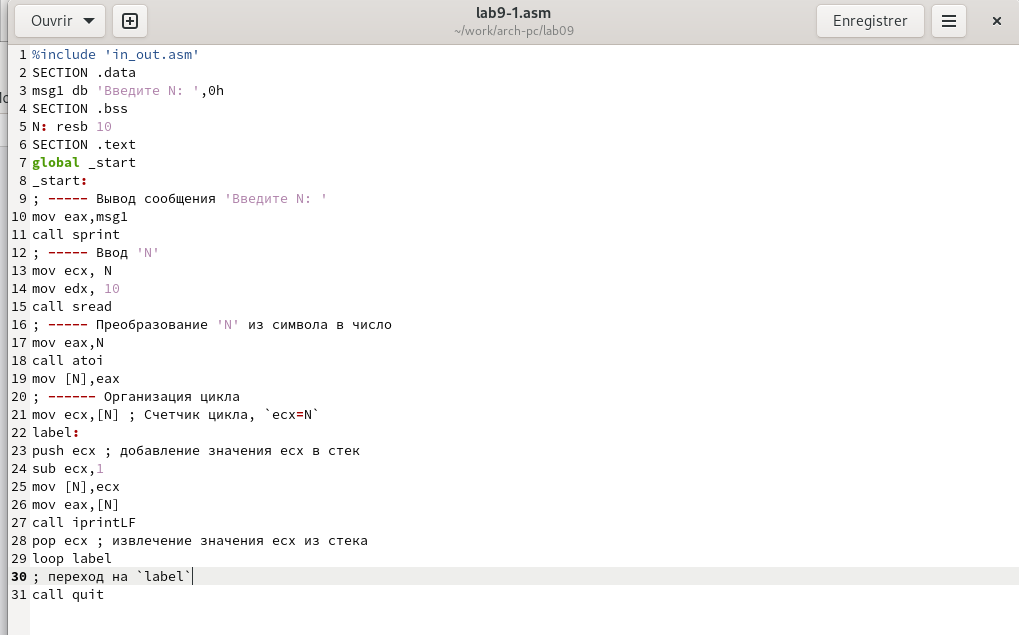 Ouvrir
lab9-1.asm
~/work/arch-pc/lab09
Enregistrer
1 %include 'in_out.asm'
2 SECTION .data
3 msg1 db 'Введите N: ',0h
4 SECTION .bss
5 N: resb 10
6 SECTION .text
7 global _start
8 _start:
9 ; ----- Вывод сообщения 'Введите N: '
10 mov eax,msg1
11 call sprint
12 ; ----- Ввод 'N'
13 mov ecx, N
14 mov edx, 10
15 call sread
16 ; ----- Преобразование 'N' из символа в число
17 mov eax,N
18 call atoi
19 mov [N],eax
20 ; ------ Организация цикла
21 mov ecx,[N] ; Счетчик цикла, `ecx=N`
22 label:
23 push ecx ; добавление значения ecx в стек
24 sub ecx,1
25 mov [N],ecx
26 mov eax,[N]
27 call iprintLF
28 pop ecx ; извлечение значения ecx из стека
29 loop label
30 ; переход на `label`
31 call quit